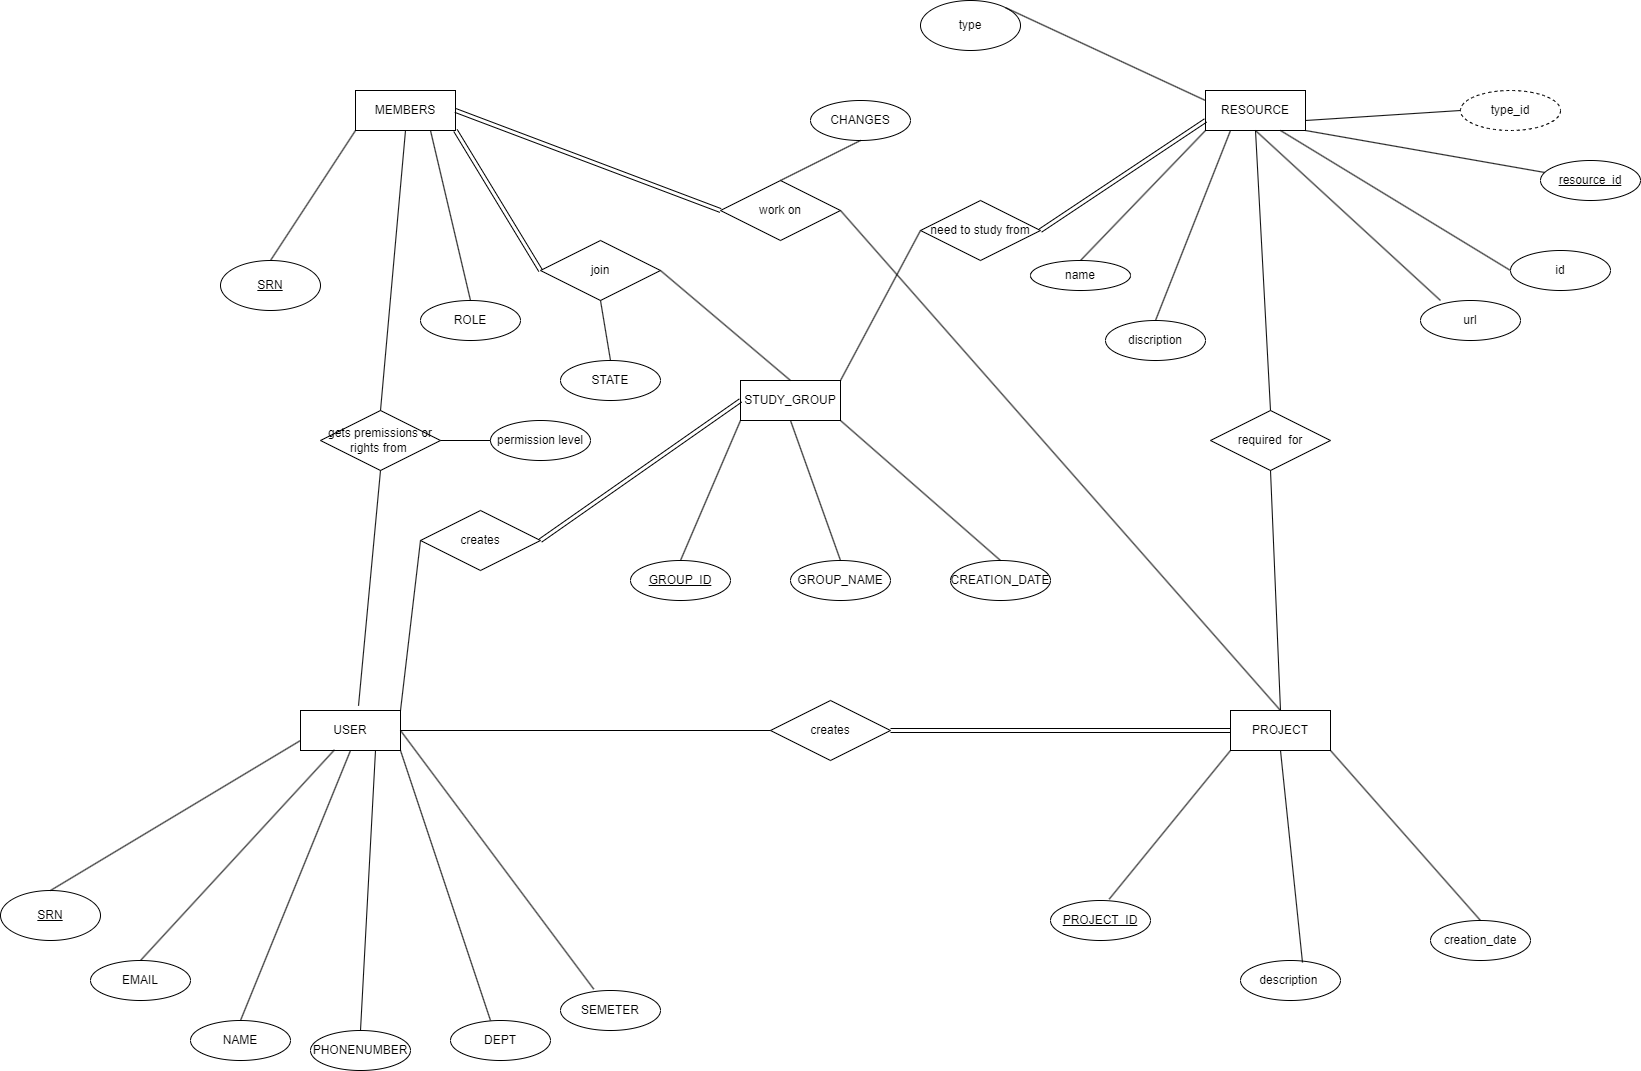 type
MEMBERS
RESOURCE
type_id
CHANGES
resource_id
work on
need to study from
join
name
id
SRN
ROLE
url
discription
STATE
STUDY_GROUP
gets premissions or
rights from
permission level
required for
creates
GROUP_ID
GROUP_NAME
CREATION_DATE
USER
creates
PROJECT
SRN
PROJECT_ID
creation_date
EMAIL
description
SEMETER
NAME
PHONENUMBER
DEPT